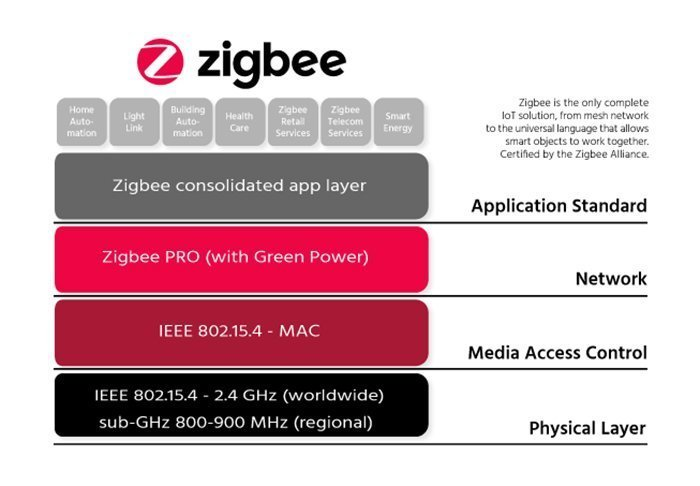 zigbee
Home
Auto-
mation
Light
Link
Building
Auto-
mation
Health
Care
Zigbee
Retail
Services
Zigbee
Telecom
Services
Smart
Energy
Zigbee is the only complete
IoT solution, from mesh network
to the universal language that allows
smart objects to work together.
Certified by the Zigbee Alliance.
Zigbee consolidated app layer
Application Standard
Zigbee PRO (with Green Power)
Network
IEEE 802.15.4 - MAC
Media Access Control
IEEE 802.15.4 - 2.4 GHz (worldwide)
sub-GHz 800-900 MHz (regional)
Physical Layer